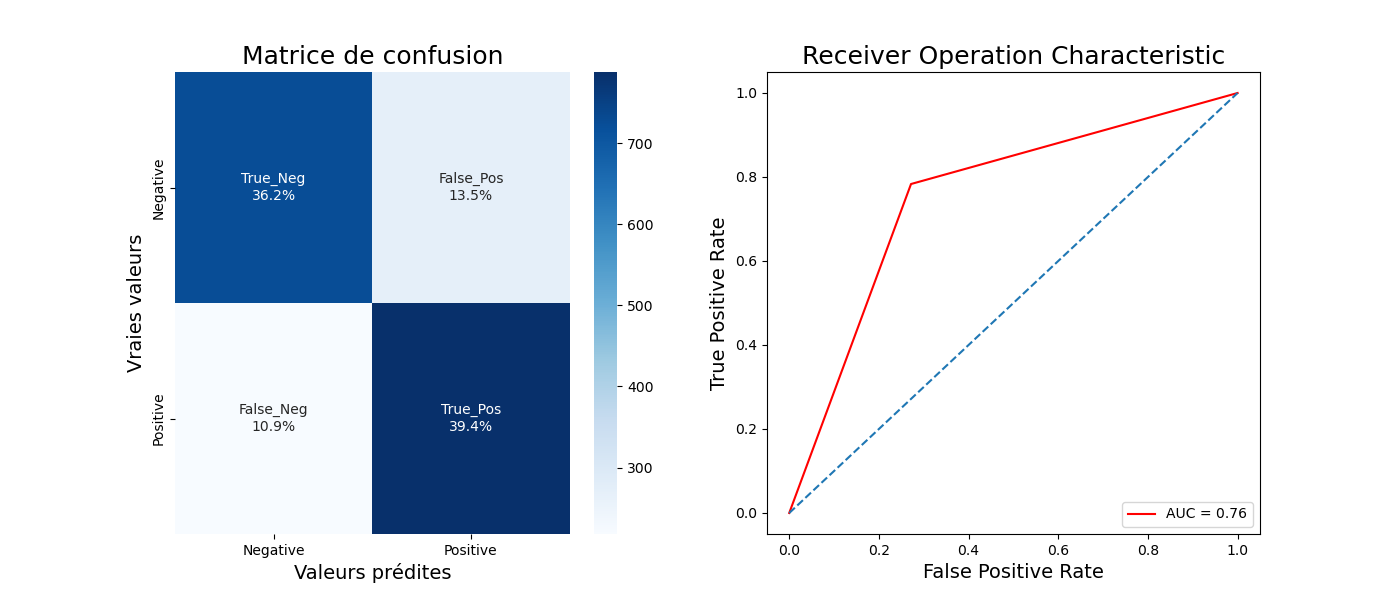 Matrice de confusion
Vraies valeurs
Negative
Positive
True_Neg
36.2%
False_Pos
13.5%
False_Neg
10.9%
True_Pos
39.4%
Negative
Positive
Valeurs prédites
700
600
500
400
300
Receiver Operation Characteristic
True Positive Rate
1.0
0.8
0.6
0.4
0.2
0.0
AUC = 0.76
0.0
0.2
0.4
0.6
0.8
1.0
False Positive Rate